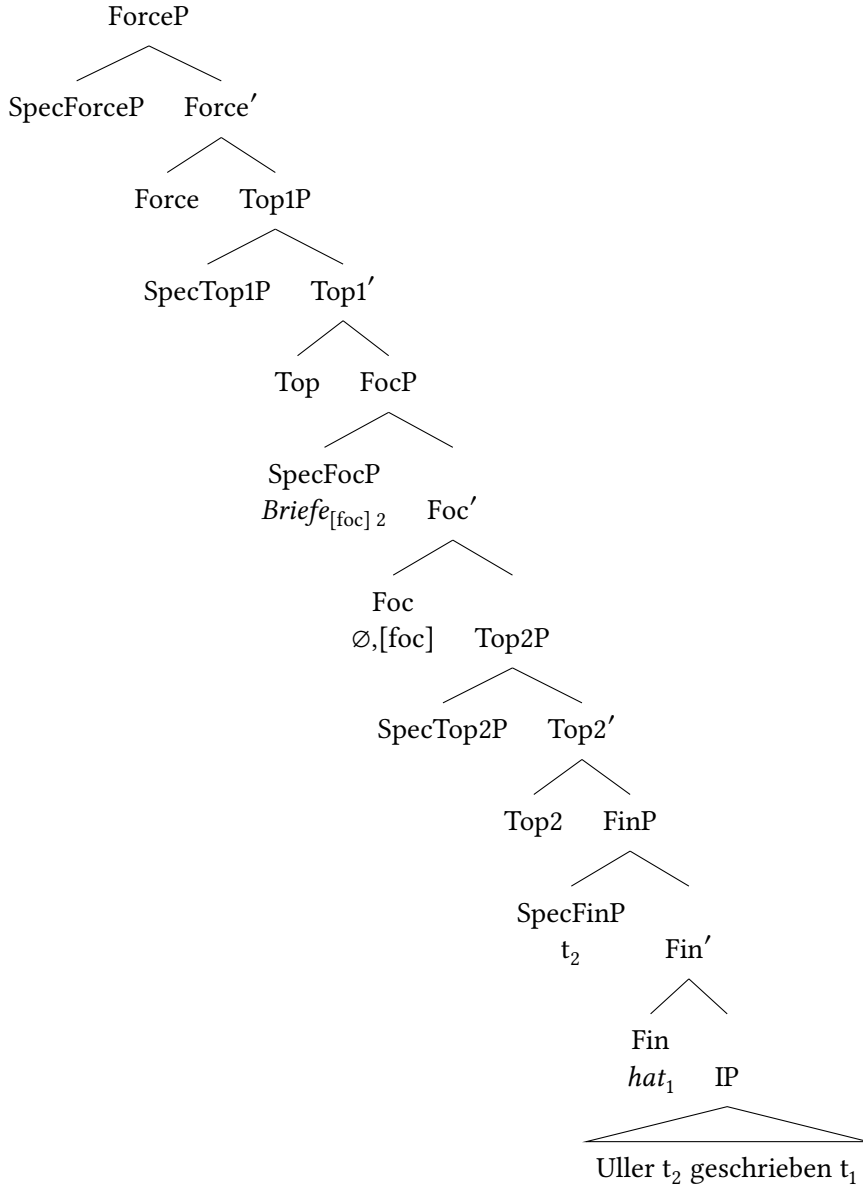 ForceP
SpecForceP Force′
Force Top1P
SpecTop1P Top1′
Top FocP
SpecFocP
Briefe[foc] 2 Foc′
Foc
∅,[foc] Top2P
SpecTop2P Top2′
Top2 FinP
SpecFinP
t2 Fin′
Fin
hat1 IP
Uller t2 geschrieben t1